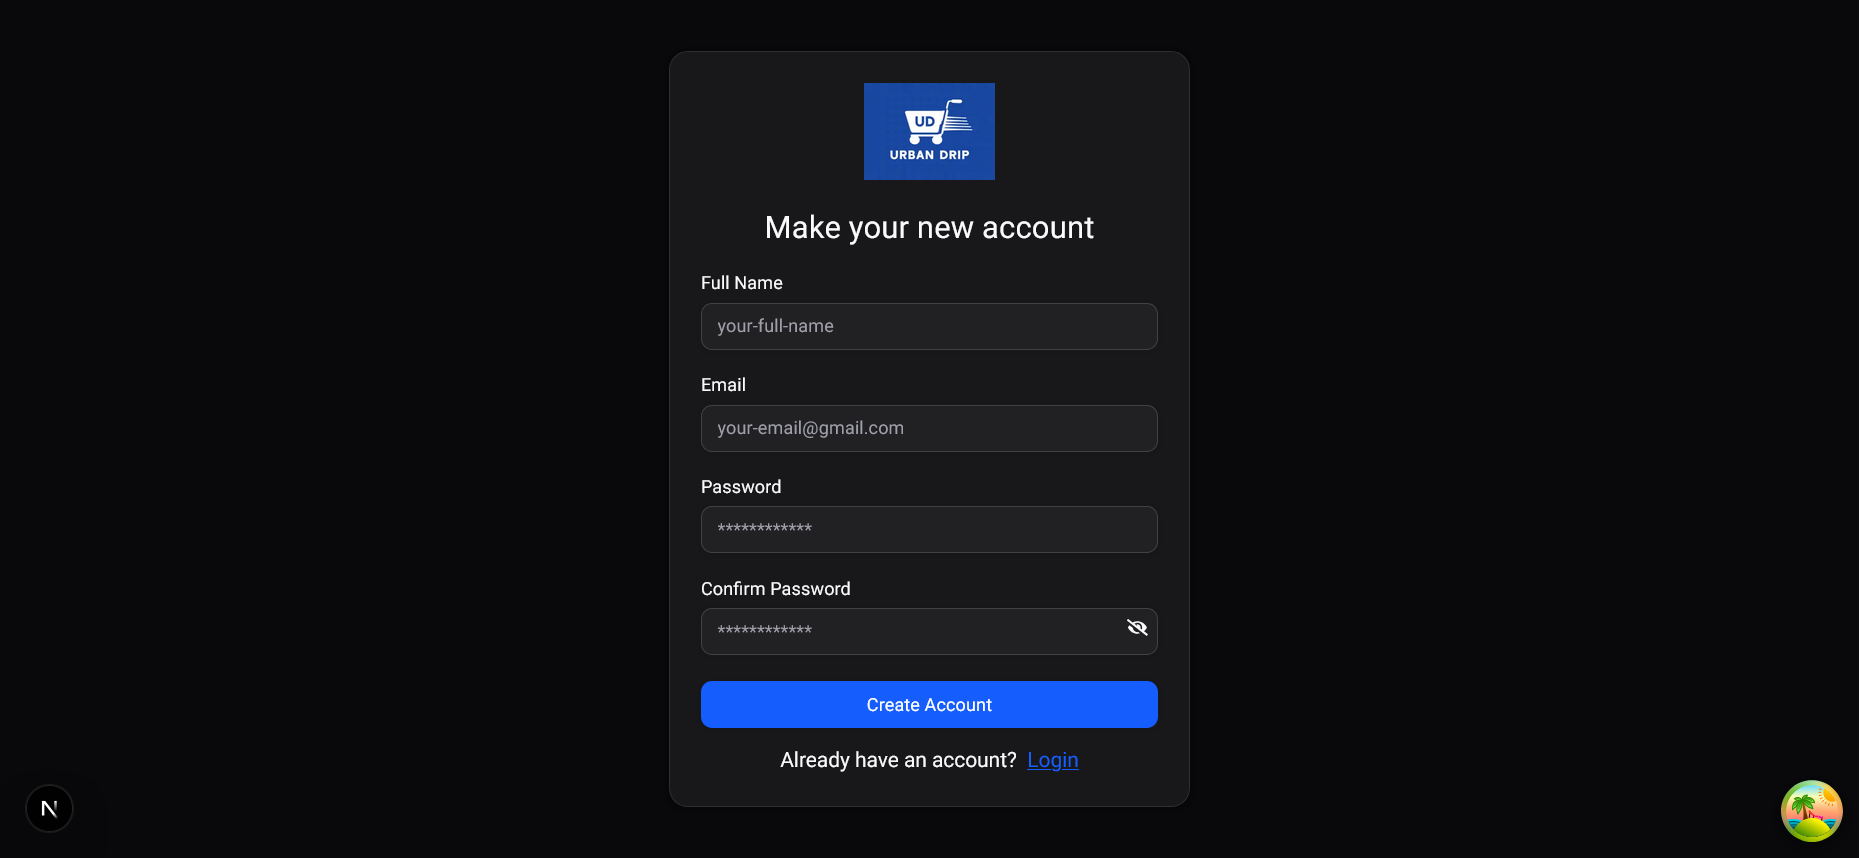 UD
URBAN DRIP
Make your new account
Full Name
your-full-name
Email
your-email@gmail.com
Password
************
Confirm Password
************
Create Account
Already have an account? Login
N